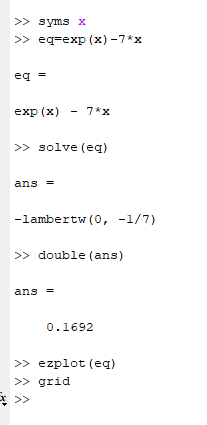 >> syms x
>> eq=exp(x)-7*x
eq =
exp(x) - 7*x
>> solve(eq)
ans =
-lambertw(0, -1/7)
>> double(ans)
ans =
0.1692
>> ezplot(eq)
>> grid
>>